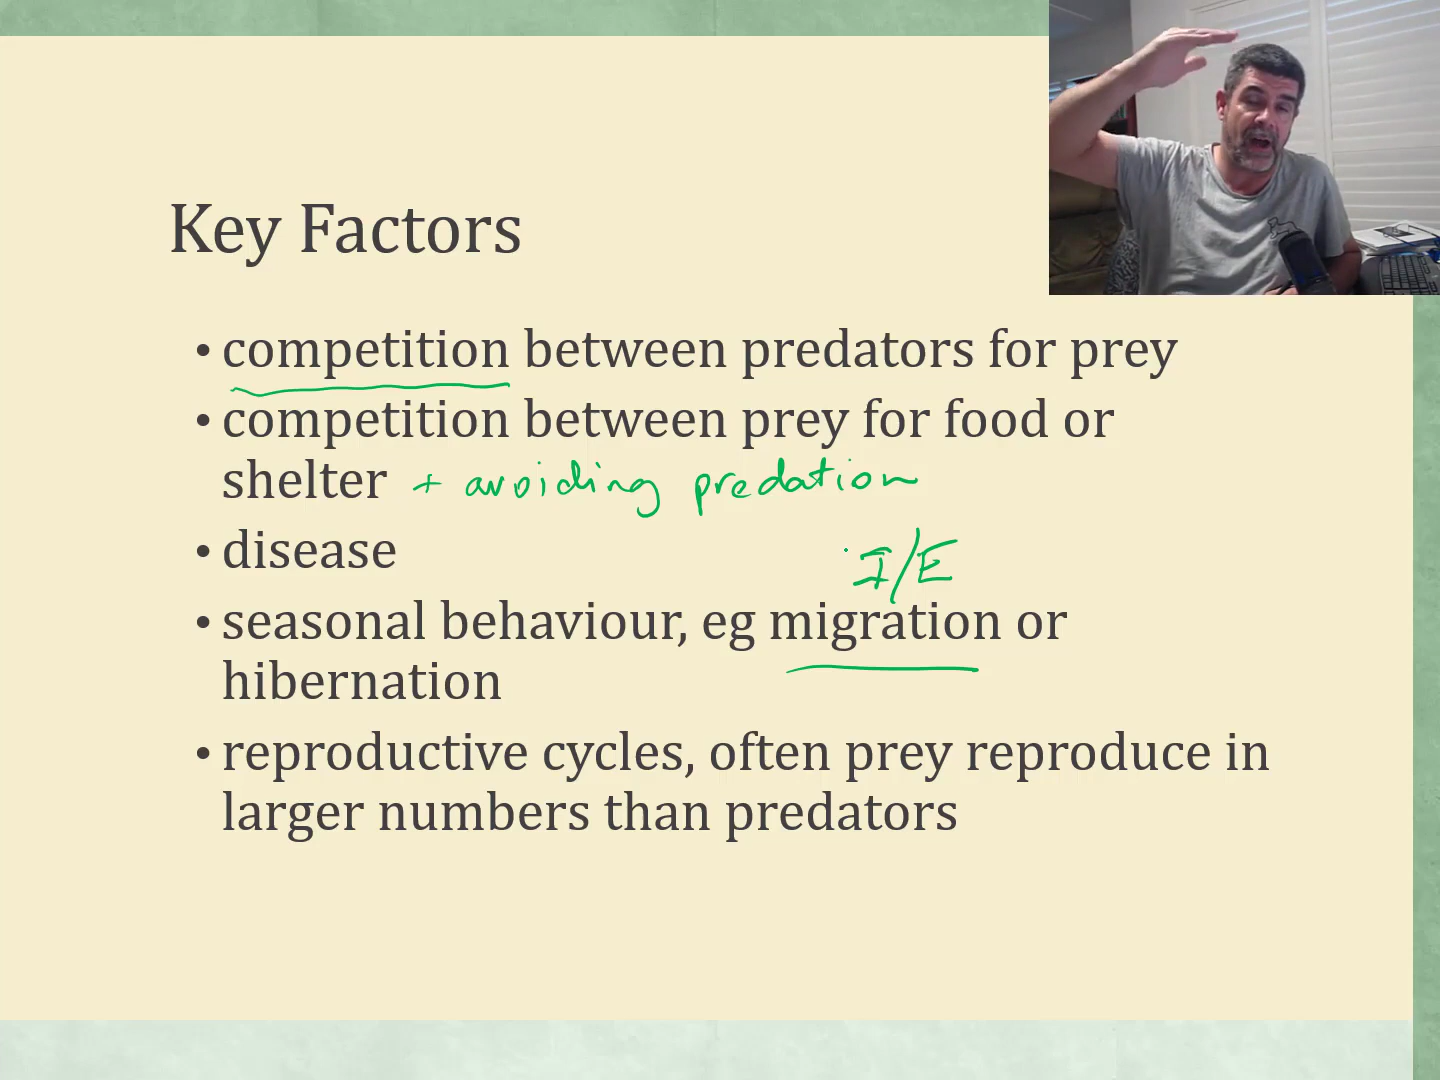 Key Factors
• competition between predators for prey
• competition between prey for food or
shelter + avoiding predation
• disease
I/E
• seasonal behaviour, eg migration or
hibernation
• reproductive cycles, often prey reproduce in
larger numbers than predators